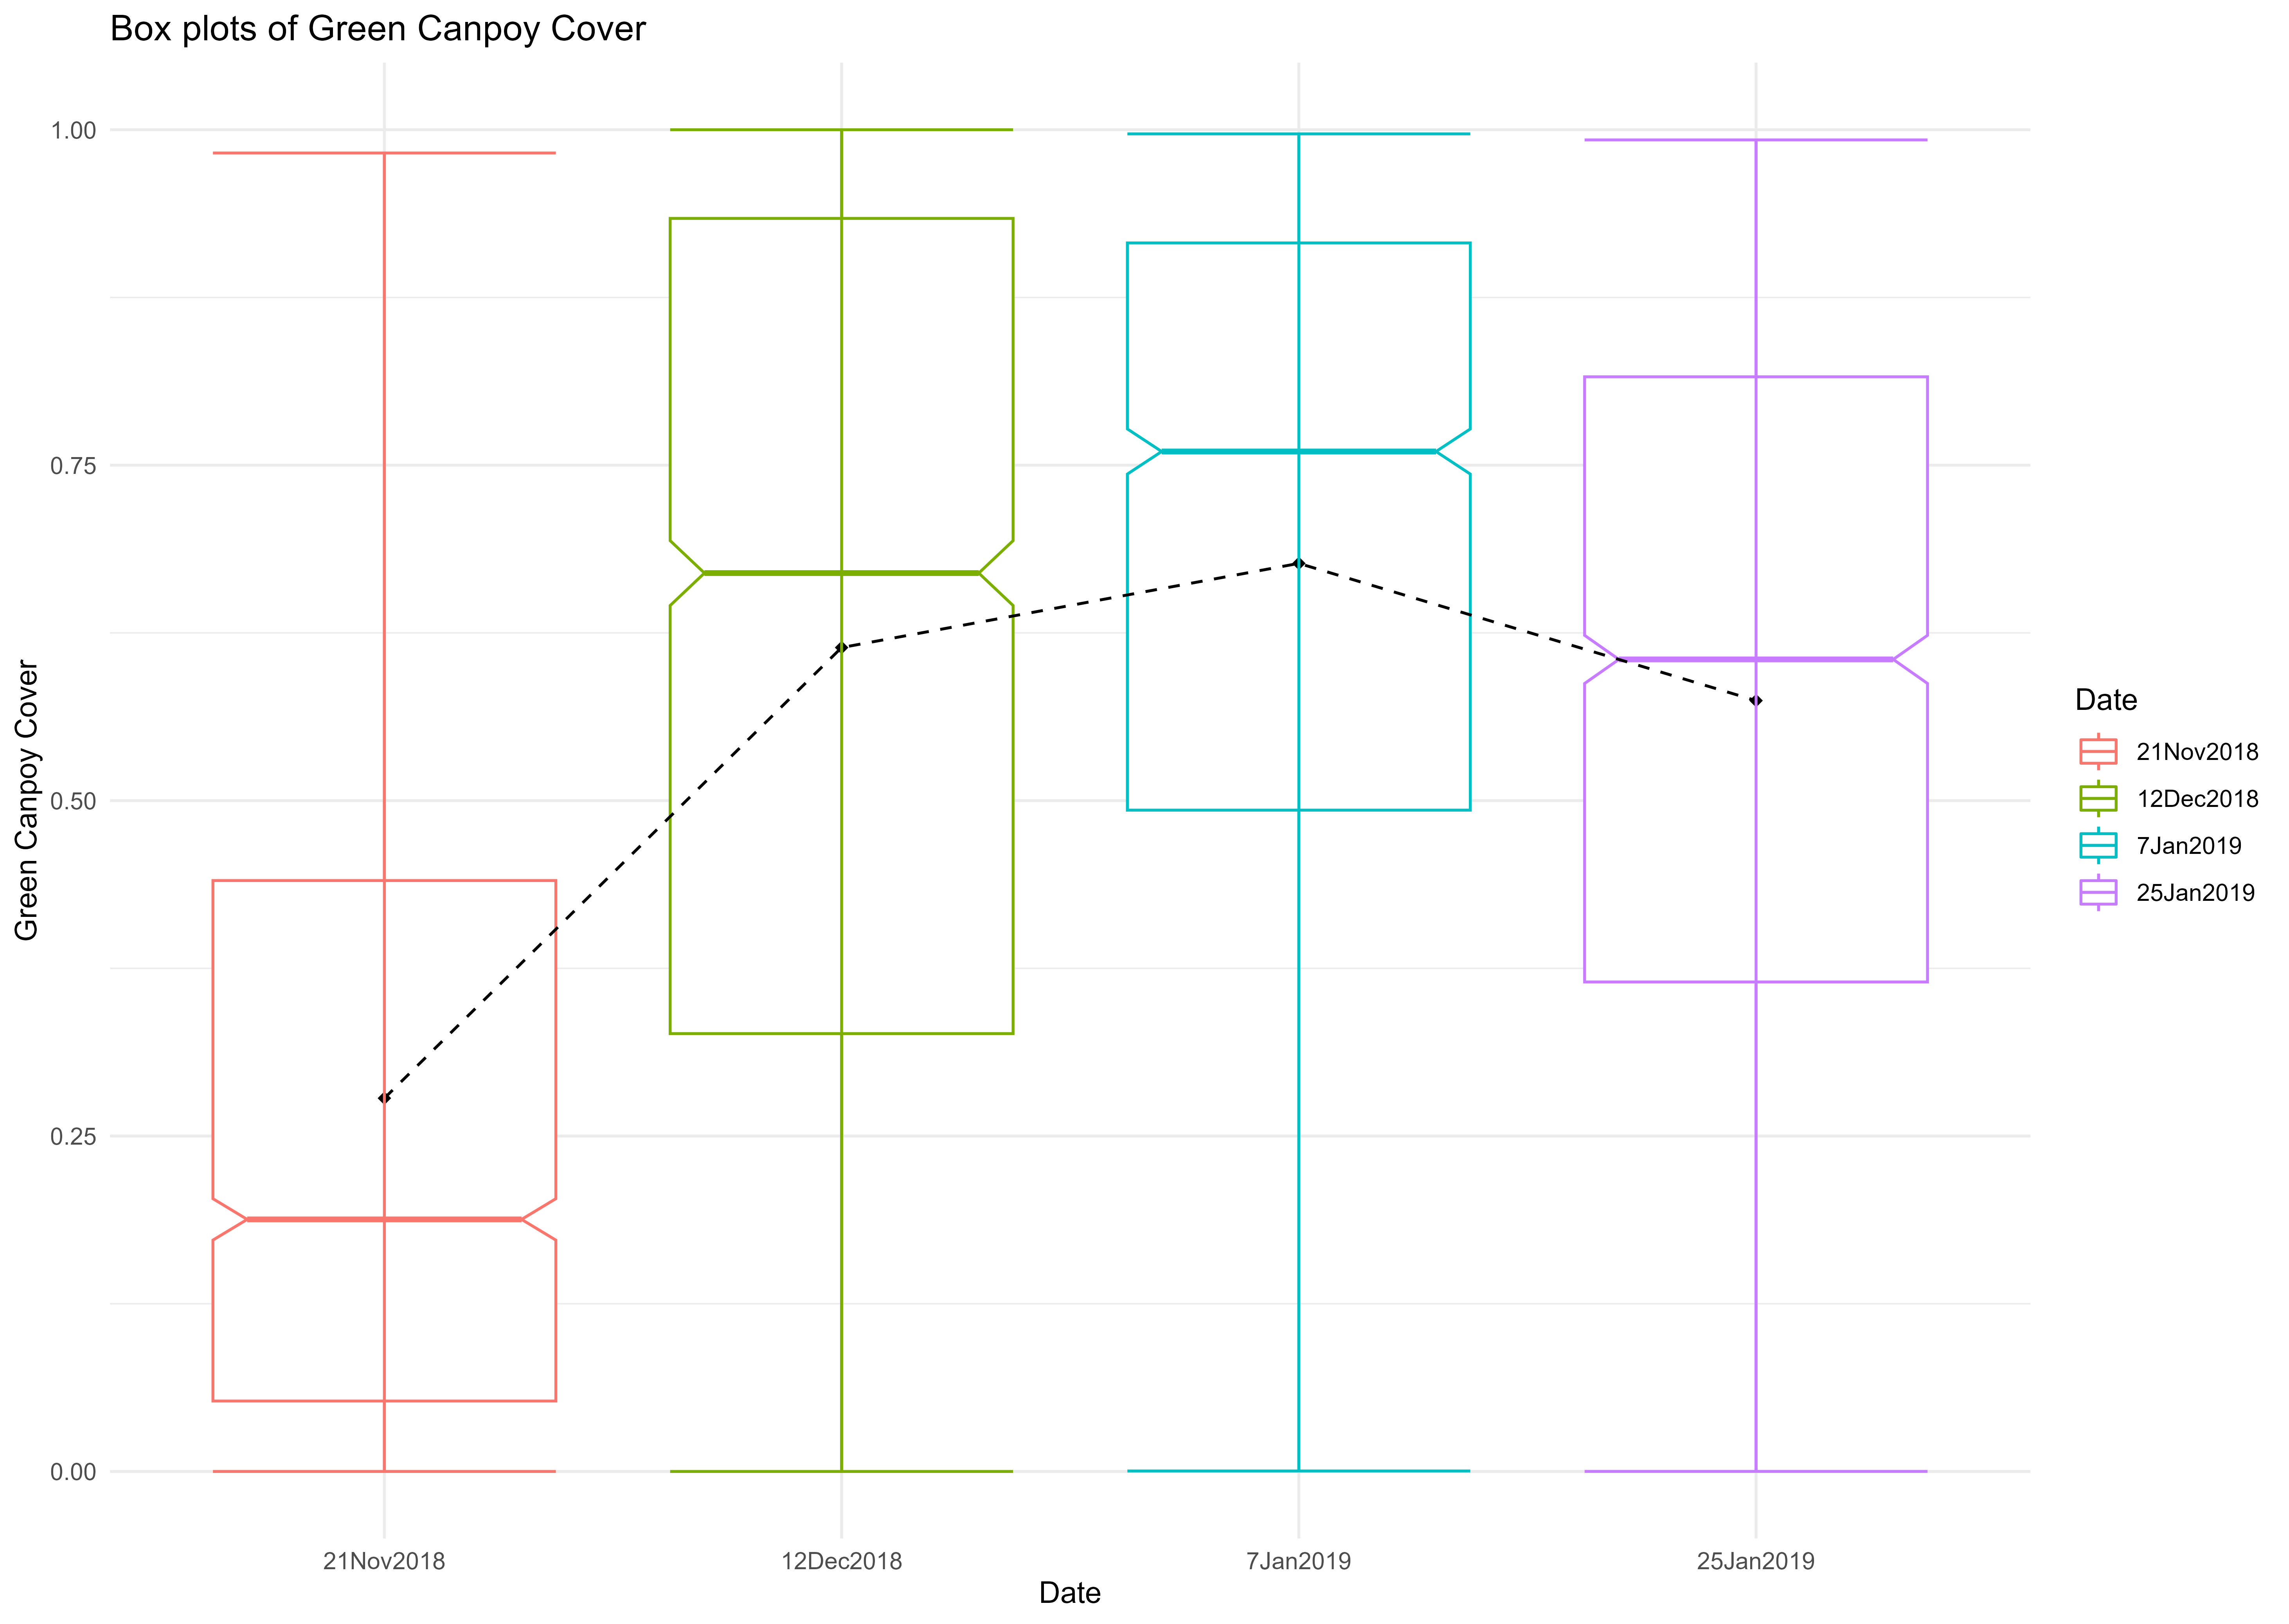 Box plots of Green Canpoy Cover
Green Canpoy Cover
1.00
0.75
0.50
0.25
0.00
21Nov2018
12Dec2018
7Jan2019
25Jan2019
Date
Date
21Nov2018
12Dec2018
7Jan2019
25Jan2019